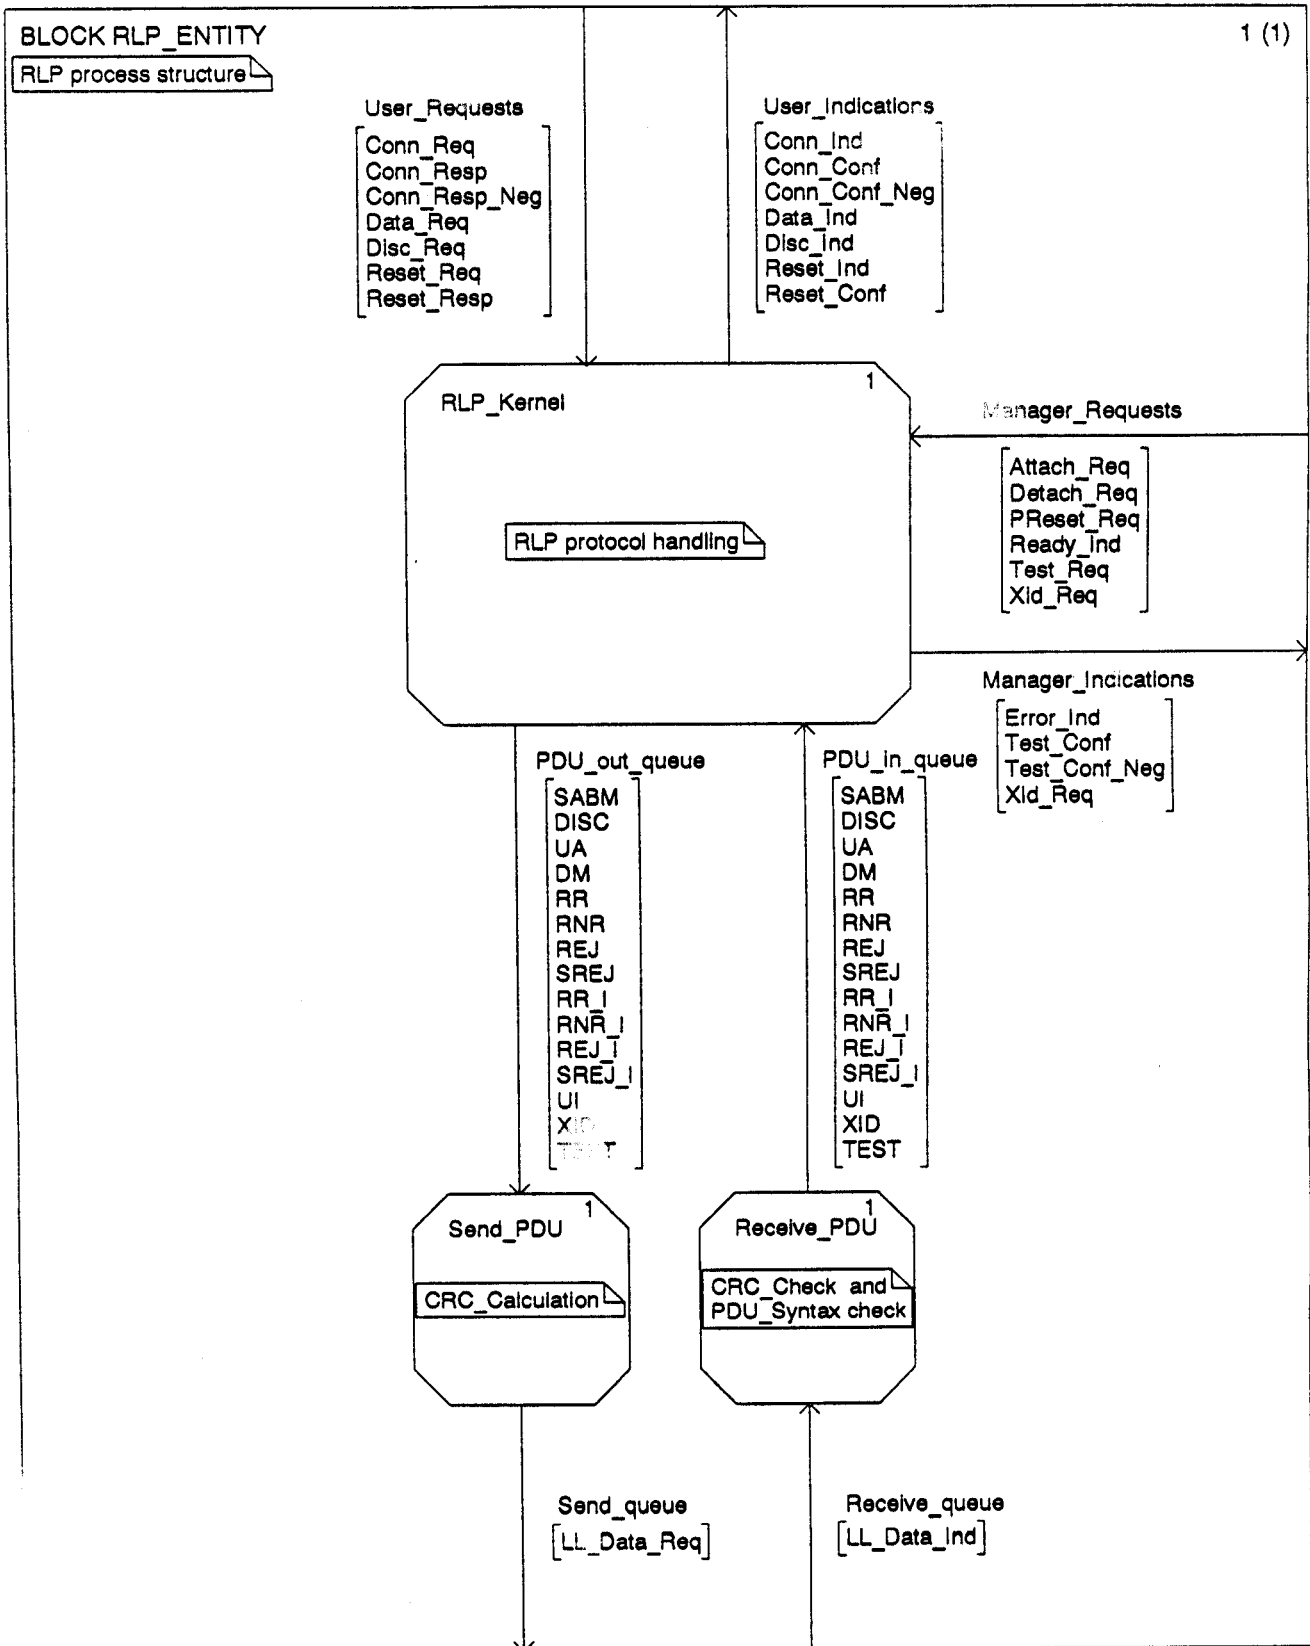 BLOCK RLP_ENTITY
1 (1)
RLP process structure
User_Requests
Conn_Req
Conn_Resp
Conn_Resp_Neg
Data_Req
Disc_Req
Reset_Req
Reset_Resp
User_Indications
Conn_Ind
Conn_Conf
Conn_Conf_Neg
Data_Ind
Disc_Ind
Reset_Ind
Reset_Conf
RLP_Kernel
1
RLP protocol handling
Manager_Requests
Attach_Req
Detach_Req
PReset_Req
Ready_Ind
Test_Req
Xid_Req
Manager_Indications
Error_Ind
Test_Conf
Test_Conf_Neg
Xid_Req
PDU_out_queue
SABM
DISC
UA
DM
RR
RNR
REJ
SREJ
RR_I
RNR_I
REJ_I
SREJ_I
UI
XID
TEST
PDU_in_queue
SABM
DISC
UA
DM
RR
RNR
REJ
SREJ
RR_I
RNR_I
REJ_I
SREJ_I
UI
XID
TEST
Send_PDU
1
CRC_Calculation
Receive_PDU
1
CRC_Check and
PDU_Syntax check
Send_queue
[LL_Data_Req]
Receive_queue
[LL_Data_Ind]